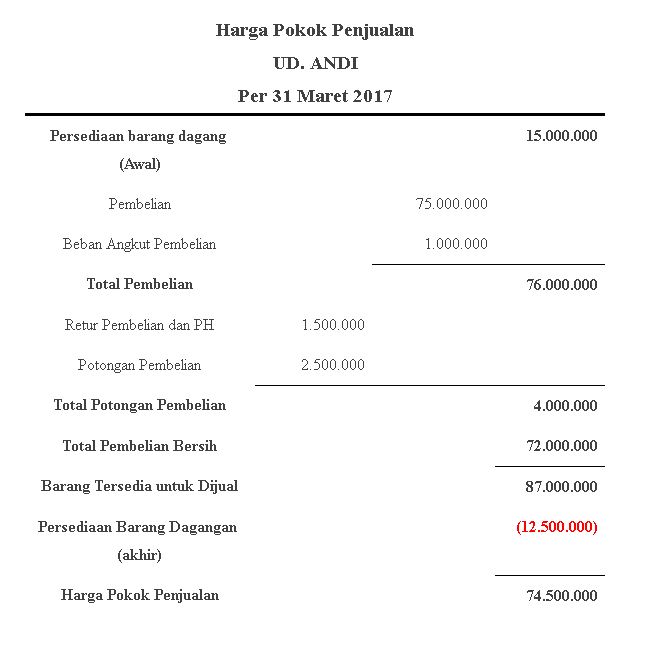 Harga Pokok Penjualan
UD. ANDI
Per 31 Maret 2017
Persediaan barang dagang 15.000.000
(Awal)
Pembelian 75.000.000
Beban Angkut Pembelian 1.000.000
Total Pembelian 76.000.000
Retur Pembelian dan PH 1.500.000
Potongan Pembelian 2.500.000
Total Potongan Pembelian 4.000.000
Total Pembelian Bersih 72.000.000
Barang Tersedia untuk Dijual 87.000.000
Persediaan Barang Dagangan (12.500.000)
(akhir)
Harga Pokok Penjualan 74.500.000